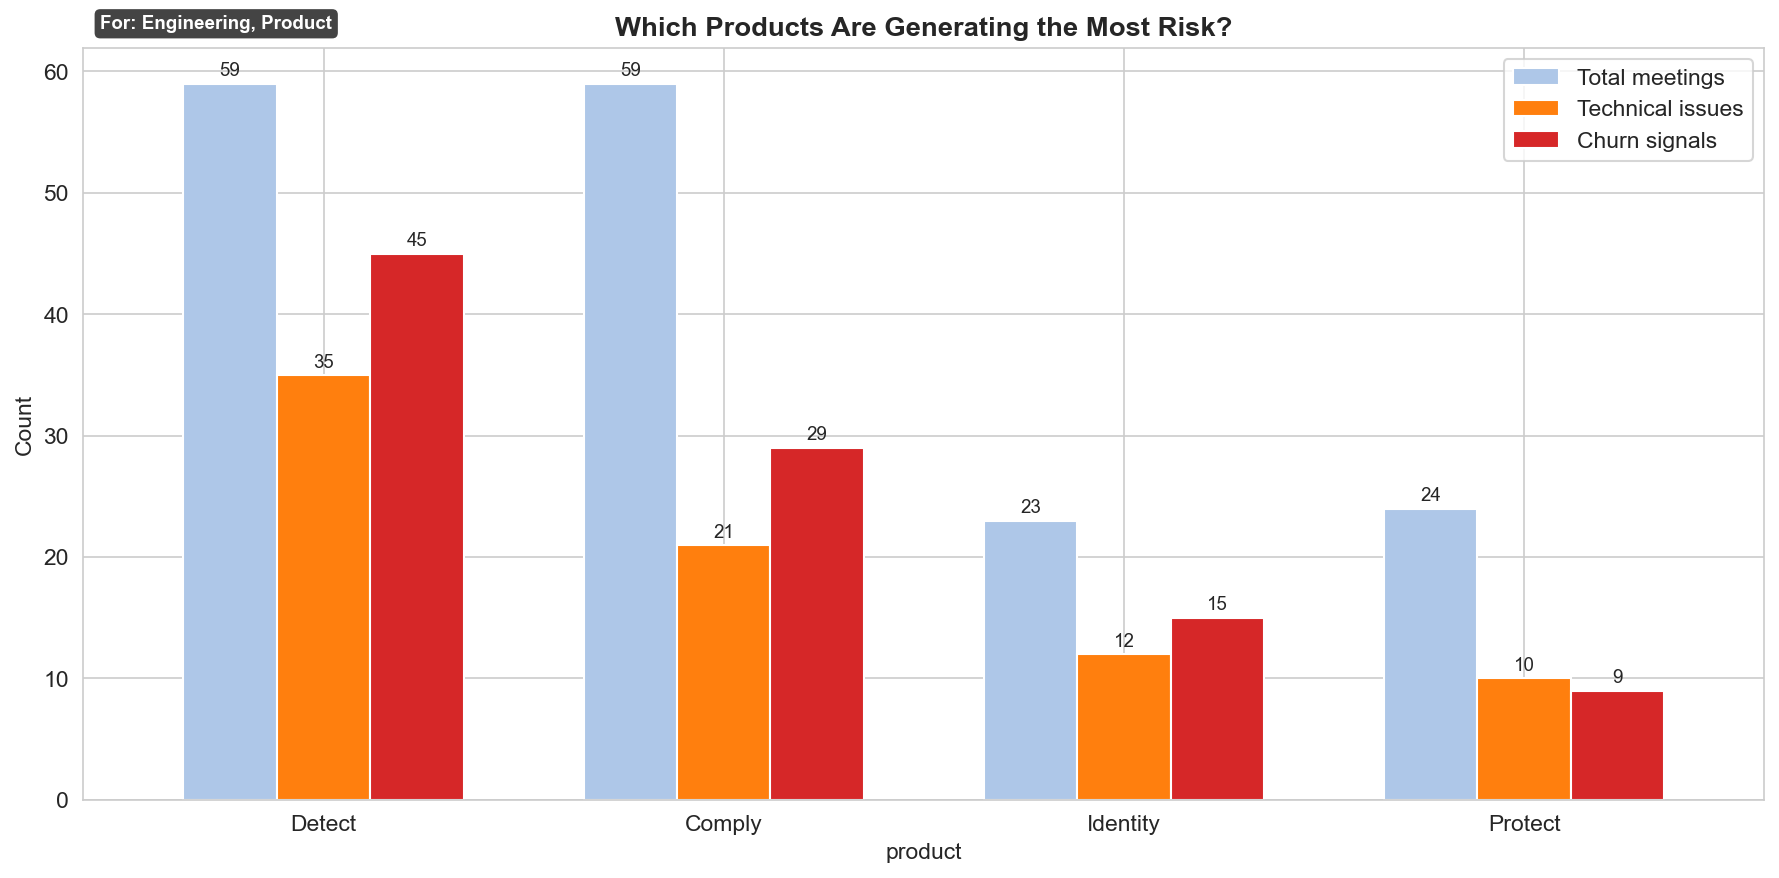 For: Engineering, Product
Which Products Are Generating the Most Risk?
Total meetings
Technical issues
Churn signals
Count
60
50
40
30
20
10
0
59
35
45
59
21
29
23
12
15
24
10
9
Detect
Comply
Identity
Protect
product